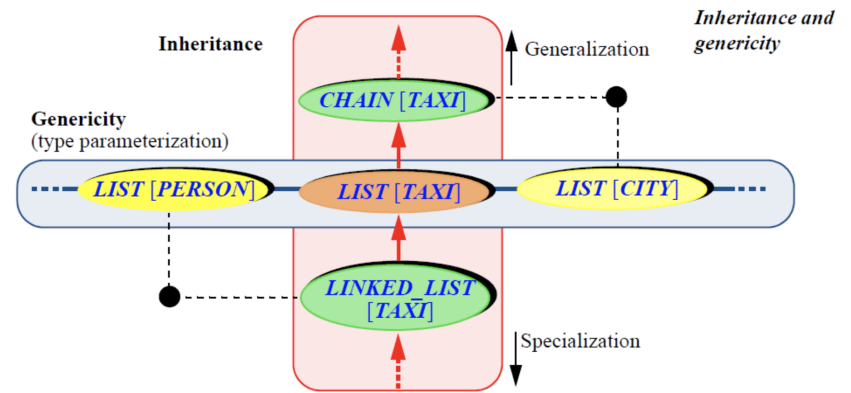 Inheritance and
genericity
Inheritance
Generalization
CHAIN [TAXI]
Genericity
(type parameterization)
LIST [PERSON]
LIST [TAXI]
LIST [CITY]
LINKED_LIST
[TAXI]
Specialization